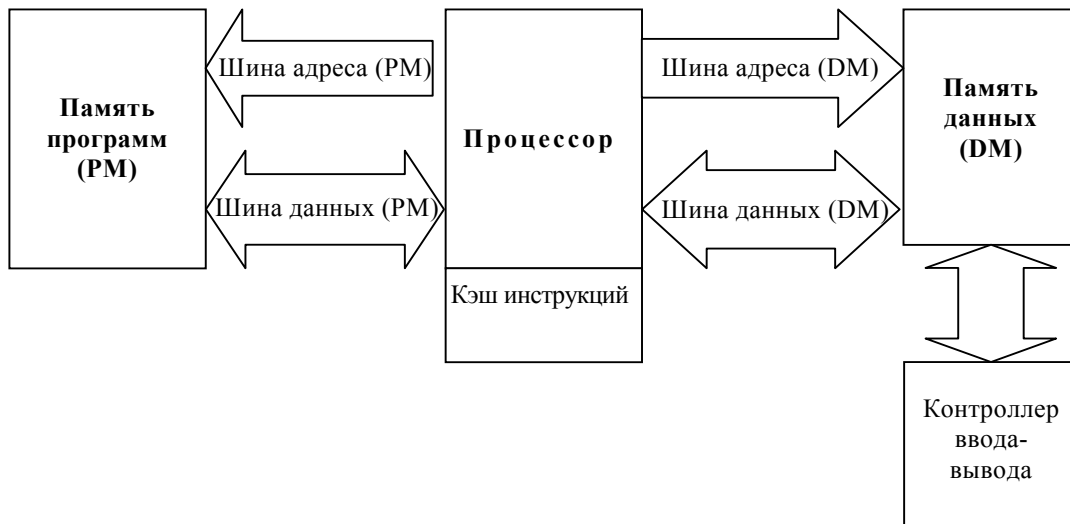 Память
программ
(PM)
Шина адреса (PM)
Шина данных (PM)
Процессор
Кэш инструкций
Шина адреса (DM)
Шина данных (DM)
Память
данных
(DM)
Контроллер
ввода-
вывода